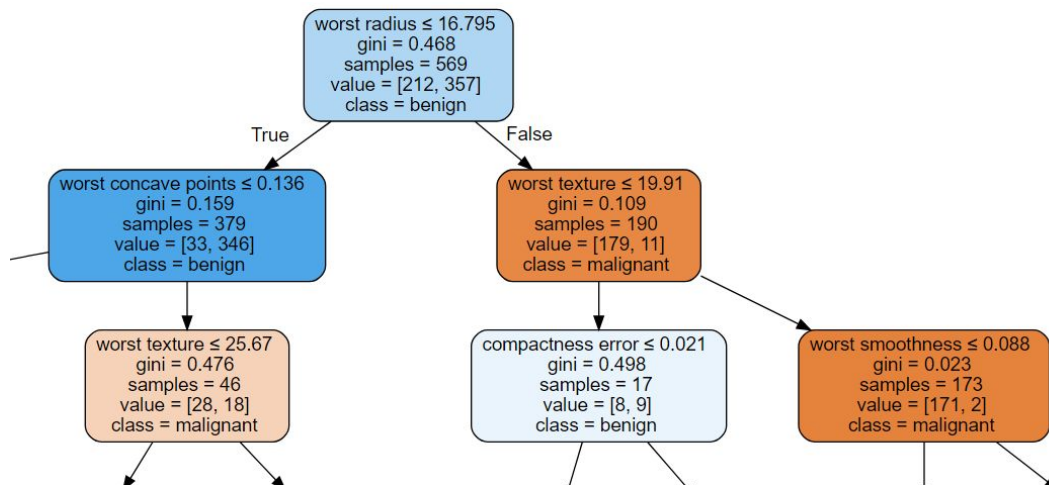 worst radius ≤ 16.795
gini = 0.468
samples = 569
value = [212, 357]
class = benign
True
False
worst concave points ≤ 0.136
gini = 0.159
samples = 379
value = [33, 346]
class = benign
worst texture ≤ 19.91
gini = 0.109
samples = 190
value = [179, 11]
class = malignant
worst texture ≤ 25.67
gini = 0.476
samples = 46
value = [28, 18]
class = malignant
compactness error ≤ 0.021
gini = 0.498
samples = 17
value = [8, 9]
class = benign
worst smoothness ≤ 0.088
gini = 0.023
samples = 173
value = [171, 2]
class = malignant